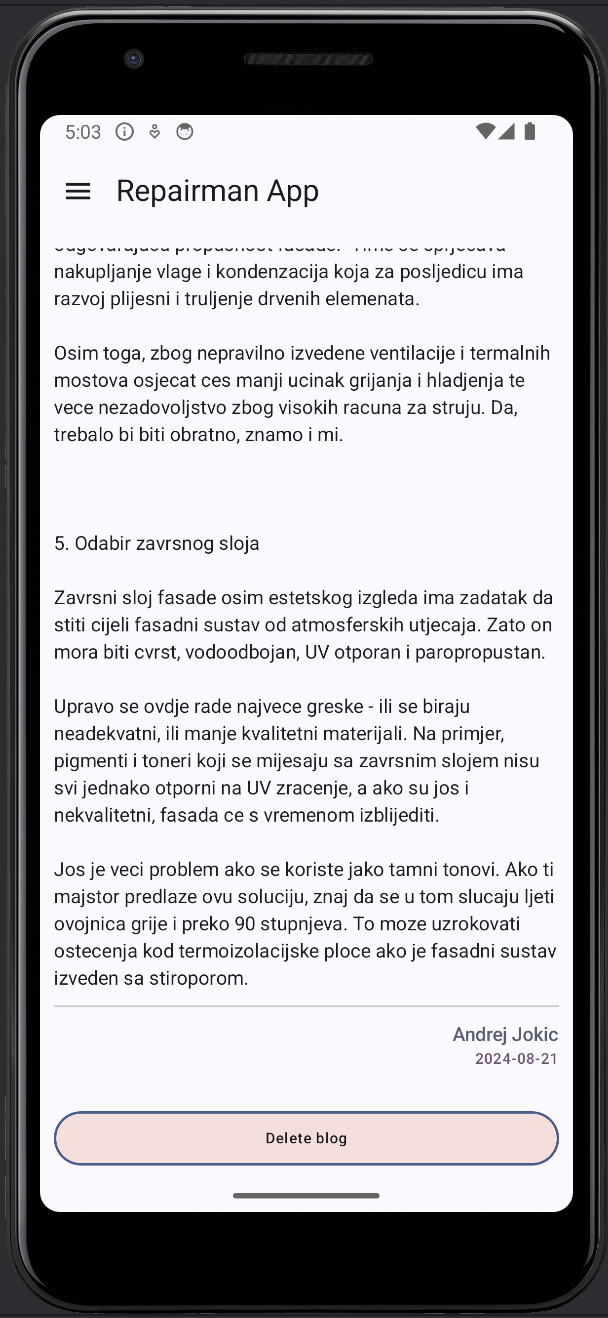 5:03
Repairman App
nakupljanje vlage i kondenzacija koja za posljedicu ima
razvoj plijesni i truljenje drvenih elemenata.
Osim toga, zbog nepravilno izvedene ventilacije i termalnih
mostova osjecat ces manji ucinak grijanja i hladjenja te
vece nezadovoljstvo zbog visokih racuna za struju. Da,
trebalo bi biti obratno, znamo i mi.
5. Odabir zavrsnog sloja
Zavrsni sloj fasade osim estetskog izgleda ima zadatak da
stiti cijeli fasadni sustav od atmosferskih utjecaja. Zato on
mora biti cvrst, vodoodbojan, UV otporan i paropropustan.
Upravo se ovdje rade najvece greske - ili se biraju
neadekvatni, ili manje kvalitetni materijali. Na primjer,
pigmenti i toneri koji se mijesaju sa zavrsnim slojem nisu
svi jednako otporni na UV zracenje, a ako su jos i
nekvalitetni, fasada ce s vremenom izblijediti.
Jos je veci problem ako se koriste jako tamni tonovi. Ako ti
majstor predlaze ovu soluciju, znaj da se u tom slucaju ljeti
ovojnica grije i preko 90 stupnjeva. To moze uzrokovati
ostecenja kod termoizolacijske ploce ako je fasadni sustav
izveden sa stiroporom.
Andrej Jokic
2024-08-21
Delete blog